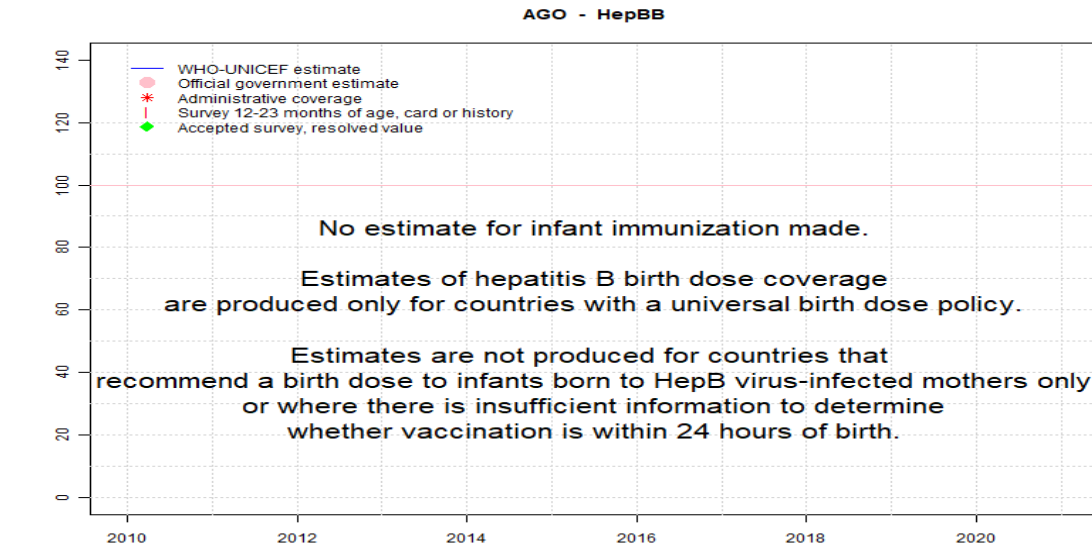 AGO - HepBB
140
120
100
80
60
40
20
0
WHO-UNICEF estimate
Official government estimate
Administrative coverage
Survey 12-23 months of age, card or history
Accepted survey, resolved value
No estimate for infant immunization made.
Estimates of hepatitis B birth dose coverage
are produced only for countries with a universal birth dose policy.
Estimates are not produced for countries that
recommend a birth dose to infants born to HepB virus-infected mothers only
or where there is insufficient information to determine
whether vaccination is within 24 hours of birth.
2010 2012 2014 2016 2018 2020